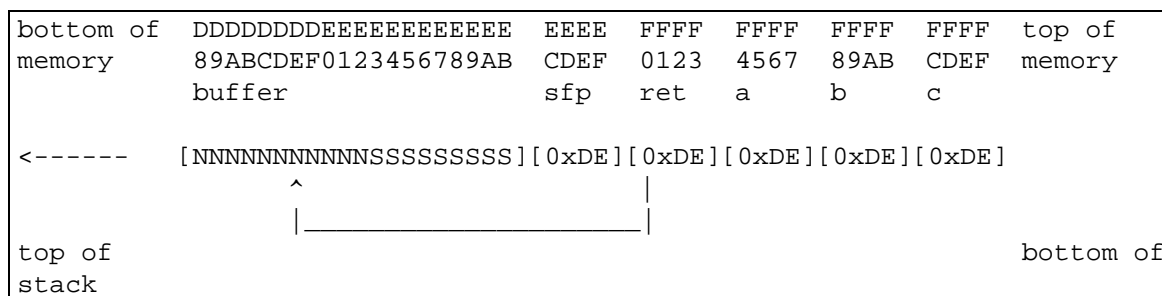 bottom of  DDDDDDDDEEEEEEEEEEEE  EEEE  FFFF  FFFF  FFFF  FFFF  top of
memory     89ABCDEF0123456789AB  CDEF  0123  4567  89AB  CDEF  memory
           buffer                sfp   ret   a     b     c
<------   [NNNNNNNNNNNSSSSSSSSS][0xDE][0xDE][0xDE][0xDE][0xDE]
                 ^                     |
                 |_____________________|
top of                                                      bottom of
stack